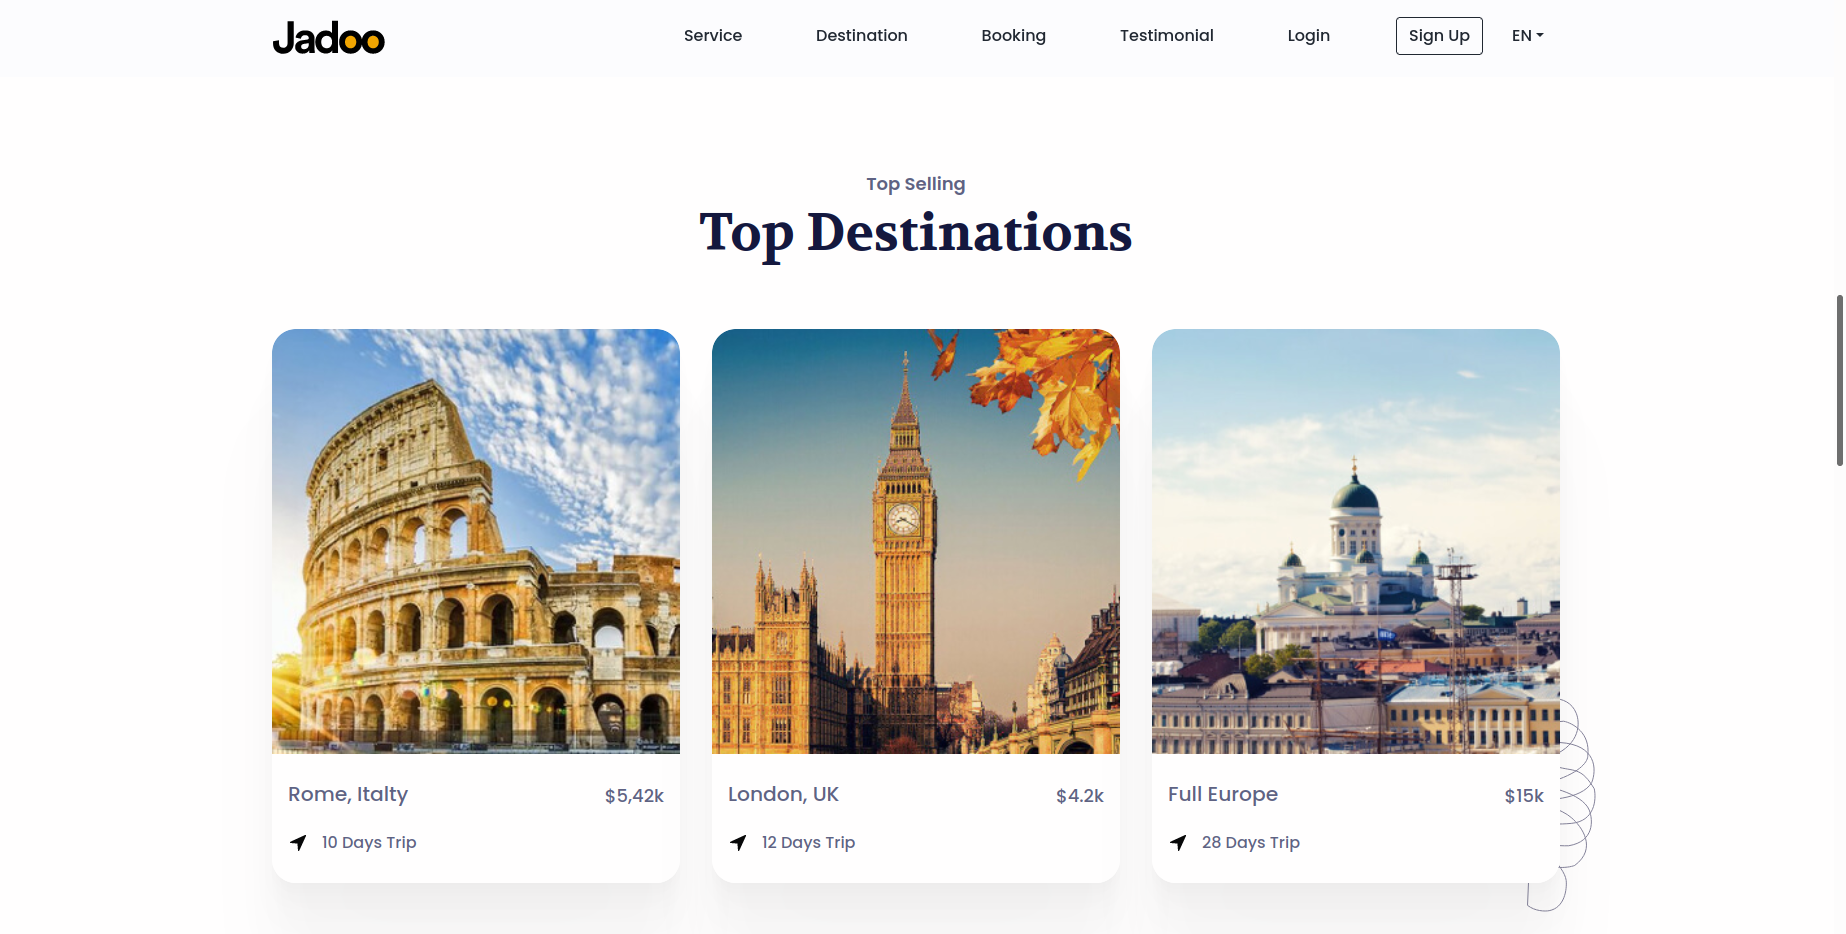 Jadoo
Service
Destination
Booking
Testimonial
Login
Sign Up
EN
Top Selling
Top Destinations
Rome, Italty
$5,42k
10 Days Trip
London, UK
$4.2k
12 Days Trip
Full Europe
$15k
28 Days Trip